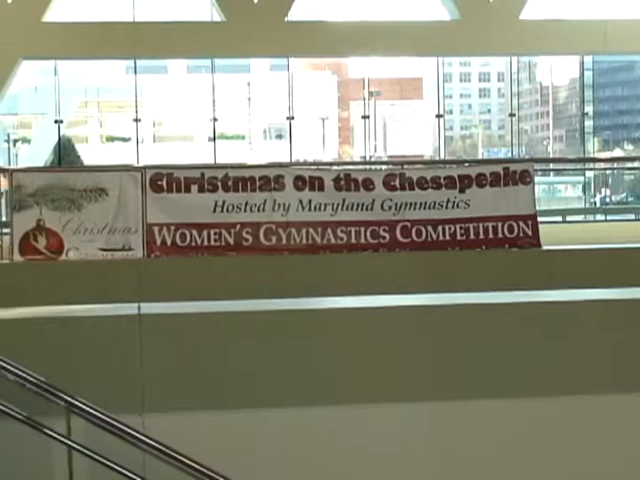 Christmas
Christmas on the Chesapeake
Hosted by Maryland Gymnastics
WOMEN'S GYMNASTICS COMPETITION